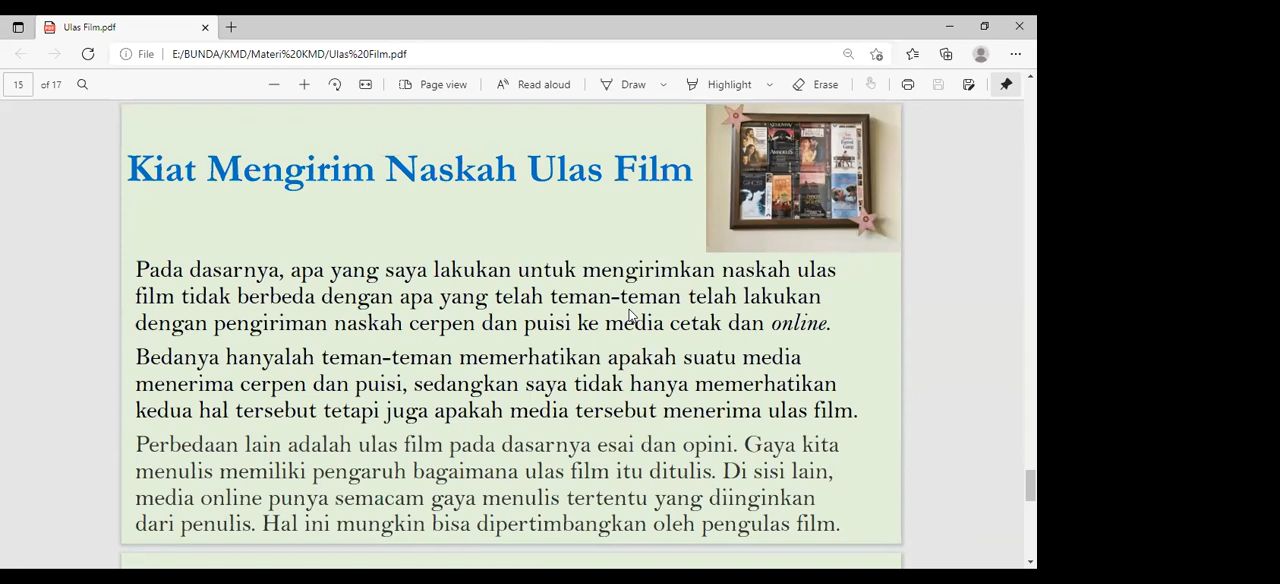 Ulas Film.pdf
File E:/BUNDA/KMD/Materi%20KMD/Ulas%20Film.pdf
15 of 17 Page view Read aloud Draw Highlight Erase
Kiat Mengirim Naskah Ulas Film
Pada dasarnya, apa yang saya lakukan untuk mengirimkan naskah ulas
film tidak berbeda dengan apa yang telah teman-teman telah lakukan
dengan pengiriman naskah cerpen dan puisi ke media cetak dan online.
Bedanya hanyalah teman-teman memerhatikan apakah suatu media
menerima cerpen dan puisi, sedangkan saya tidak hanya memerhatikan
kedua hal tersebut tetapi juga apakah media tersebut menerima ulas film.
Perbedaan lain adalah ulas film pada dasarnya esai dan opini. Gaya kita
menulis memiliki pengaruh bagaimana ulas film itu ditulis. Di sisi lain,
media online punya semacam gaya menulis tertentu yang diinginkan
dari penulis. Hal ini mungkin bisa dipertimbangkan oleh pengulas film.